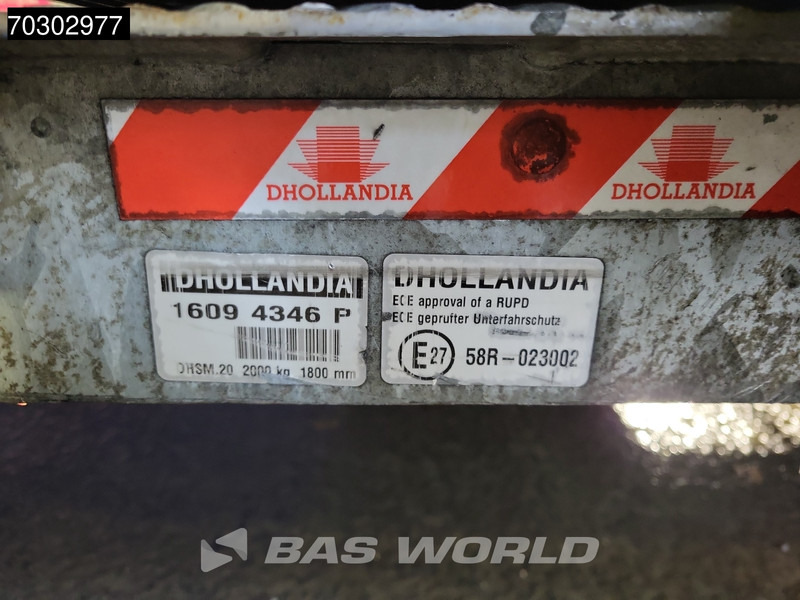 70302977
DHOLLANDIA
DHOLLANDIA
DHOLLANDIA
1609 4346 P
DHSM.20 2000 kg 1800 mm
DHOLLANDIA
ECE approval of a RUPD
ECE geprufter Unterfahrschutz
E27 58R-023002
BAS WORLD